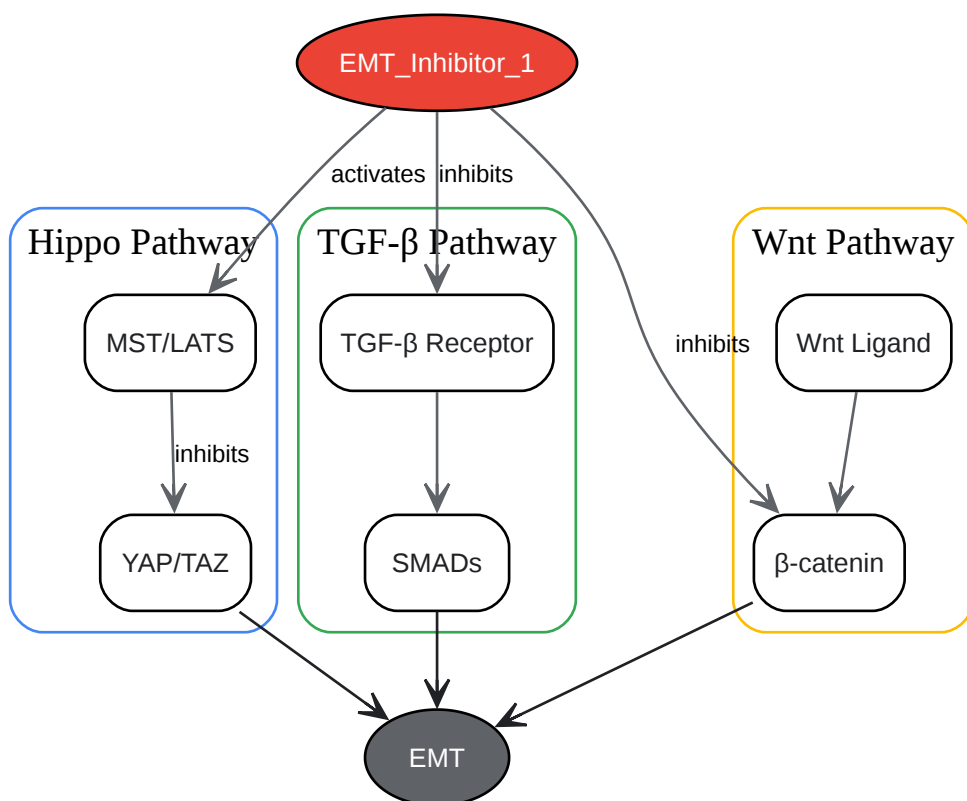 EMT_Inhibitor_1
activates
inhibits
Hippo Pathway
TGF-β Pathway
Wnt Pathway
MST/LATS
TGF-β Receptor
inhibits
Wnt Ligand
inhibits
YAP/TAZ
SMADs
β-catenin
EMT